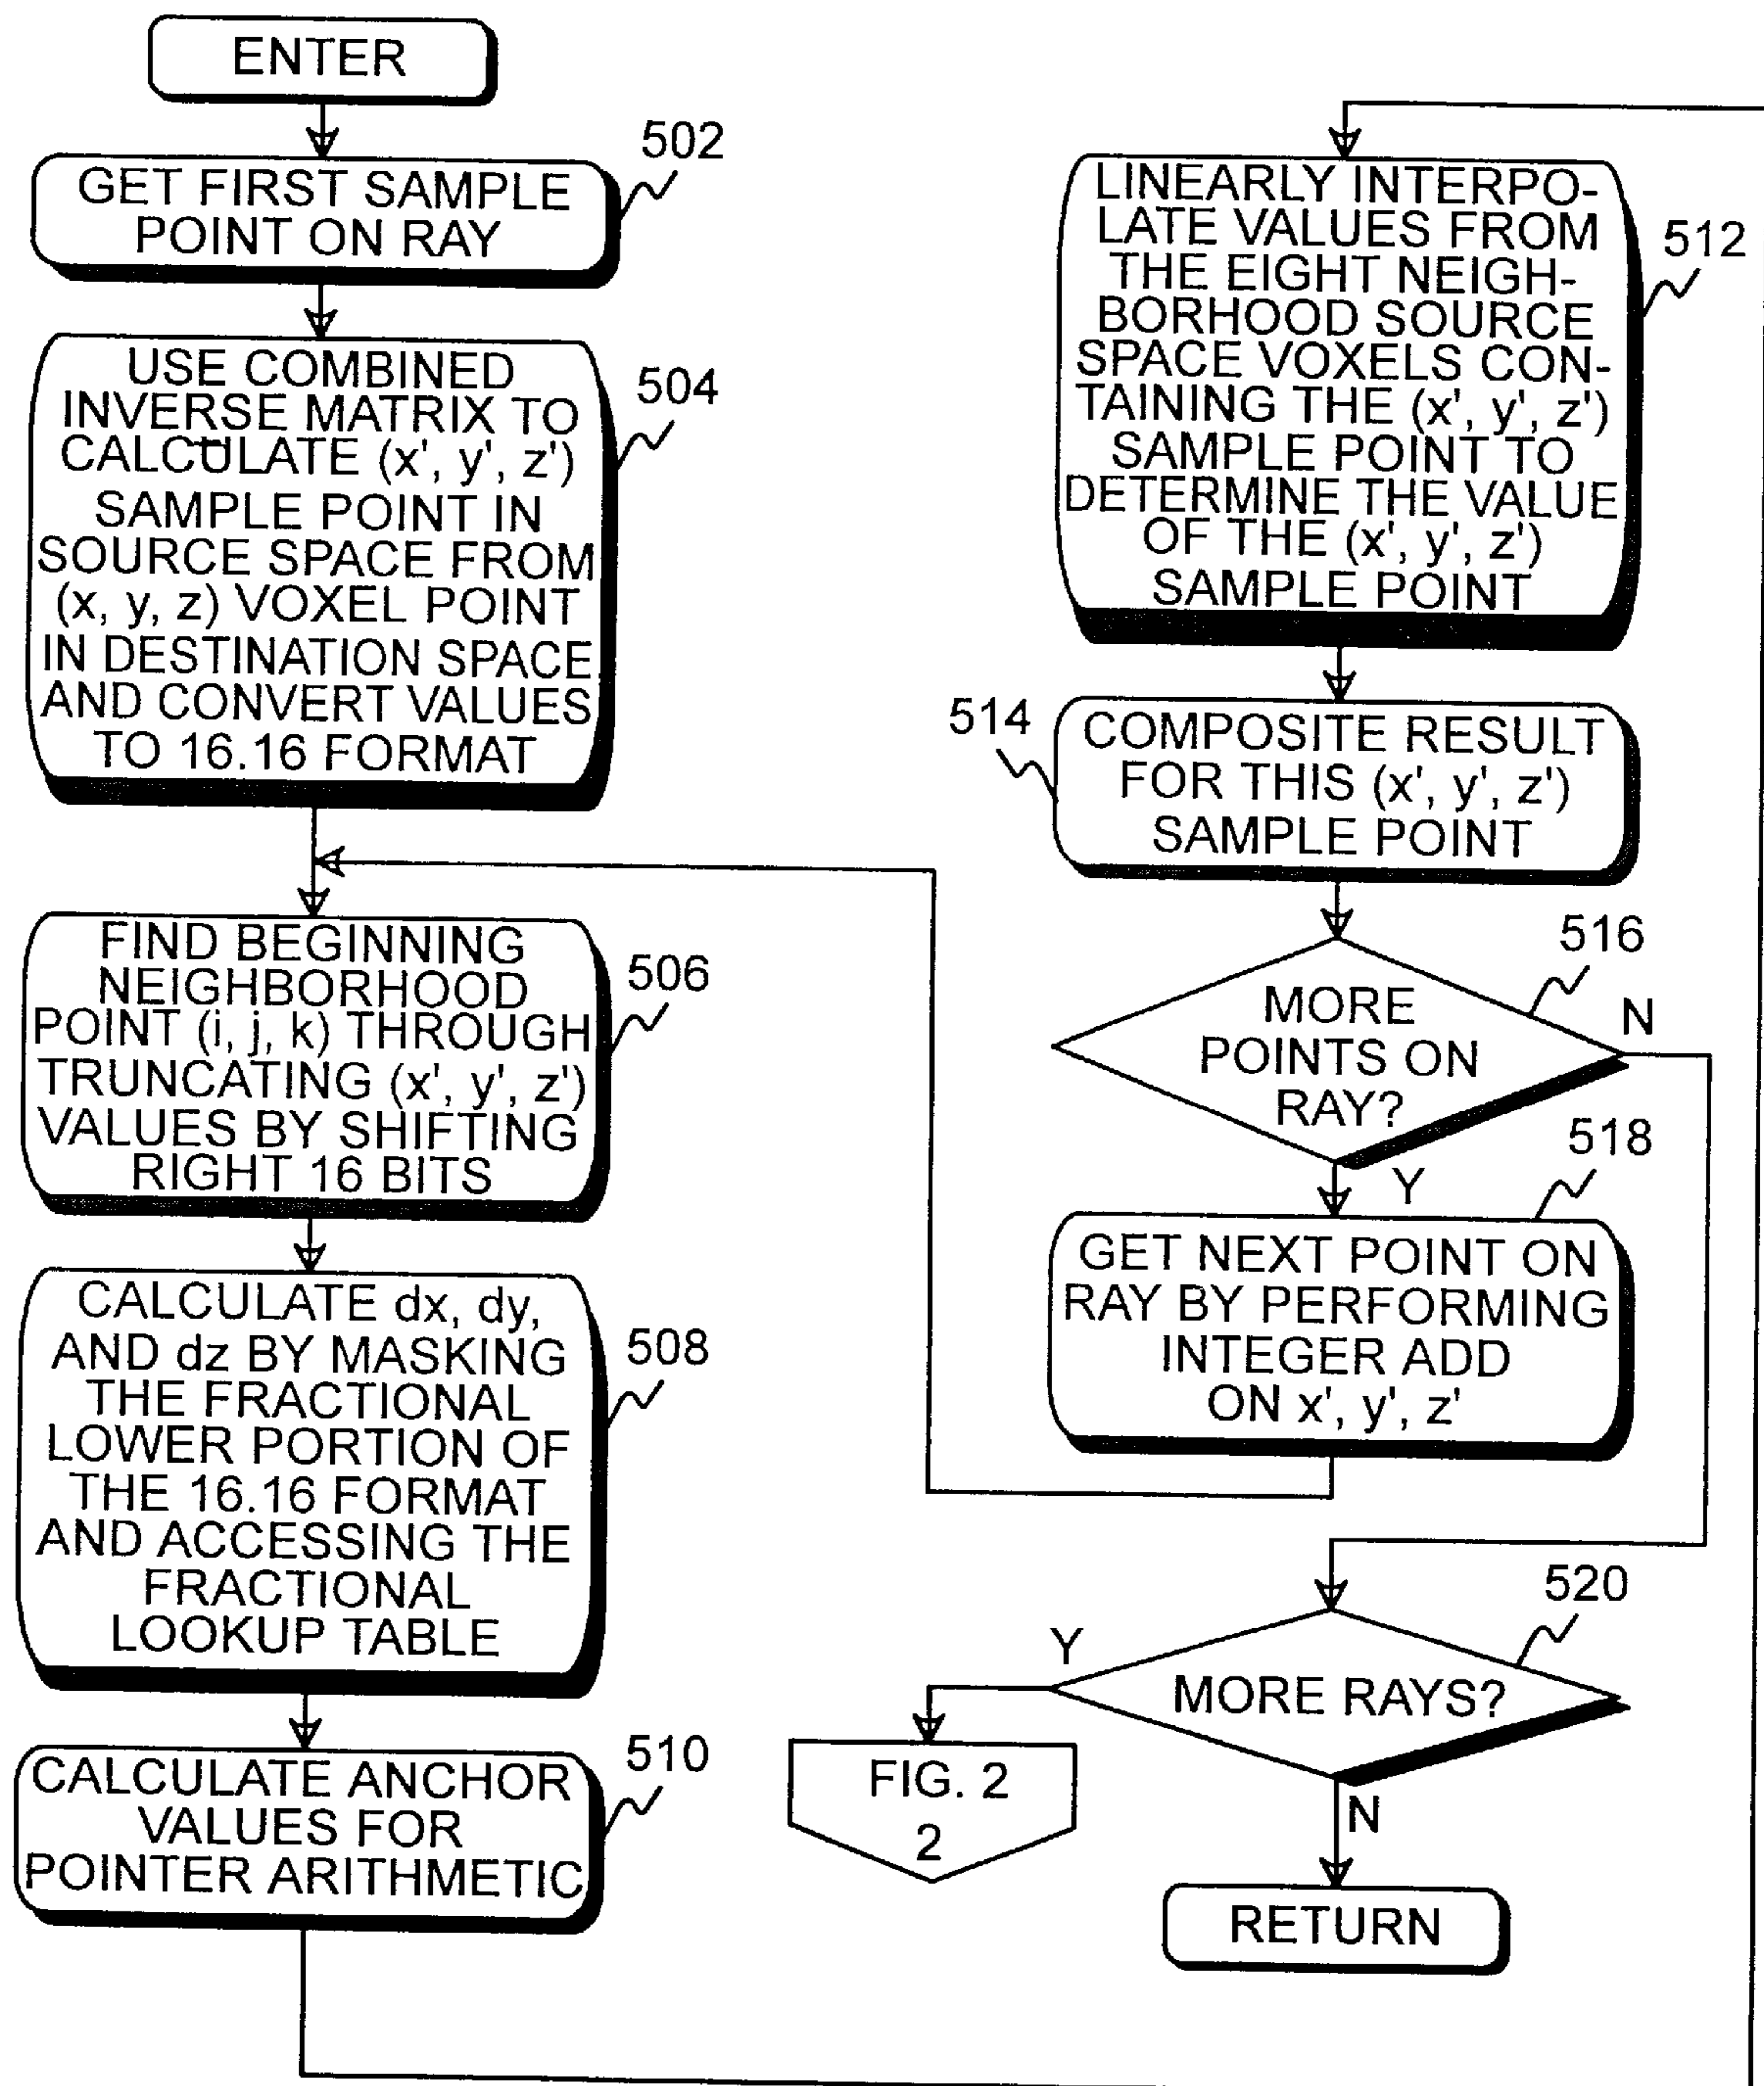 ENTER
502
GET FIRST SAMPLE
POINT ON RAY
504
USE COMBINED
INVERSE MATRIX TO
CALCULATE (x', y', z')
SAMPLE POINT IN
SOURCE SPACE FROM
(x, y, z) VOXEL POINT
IN DESTINATION SPACE
AND CONVERT VALUES
TO 16.16 FORMAT
506
FIND BEGINNING
NEIGHBORHOOD
POINT (i, j, k) THROUGH
TRUNCATING (x', y', z')
VALUES BY SHIFTING
RIGHT 16 BITS
508
CALCULATE dx, dy,
AND dz BY MASKING
THE FRACTIONAL
LOWER PORTION OF
THE 16.16 FORMAT
AND ACCESSING THE
FRACTIONAL
LOOKUP TABLE
510
CALCULATE ANCHOR
VALUES FOR
POINTER ARITHMETIC
512
LINEARLY INTERPO-
LATE VALUES FROM
THE EIGHT NEIGH-
BORHOOD SOURCE
SPACE VOXELS CON-
TAINING THE (x', y', z')
SAMPLE POINT TO
DETERMINE THE VALUE
OF THE (x', y', z')
SAMPLE POINT
514
COMPOSITE RESULT
FOR THIS (x', y', z')
SAMPLE POINT
516
MORE
POINTS ON
RAY?
N
Y
518
GET NEXT POINT ON
RAY BY PERFORMING
INTEGER ADD
ON x', y', z'
520
MORE RAYS?
Y
FIG. 2
2
N
RETURN